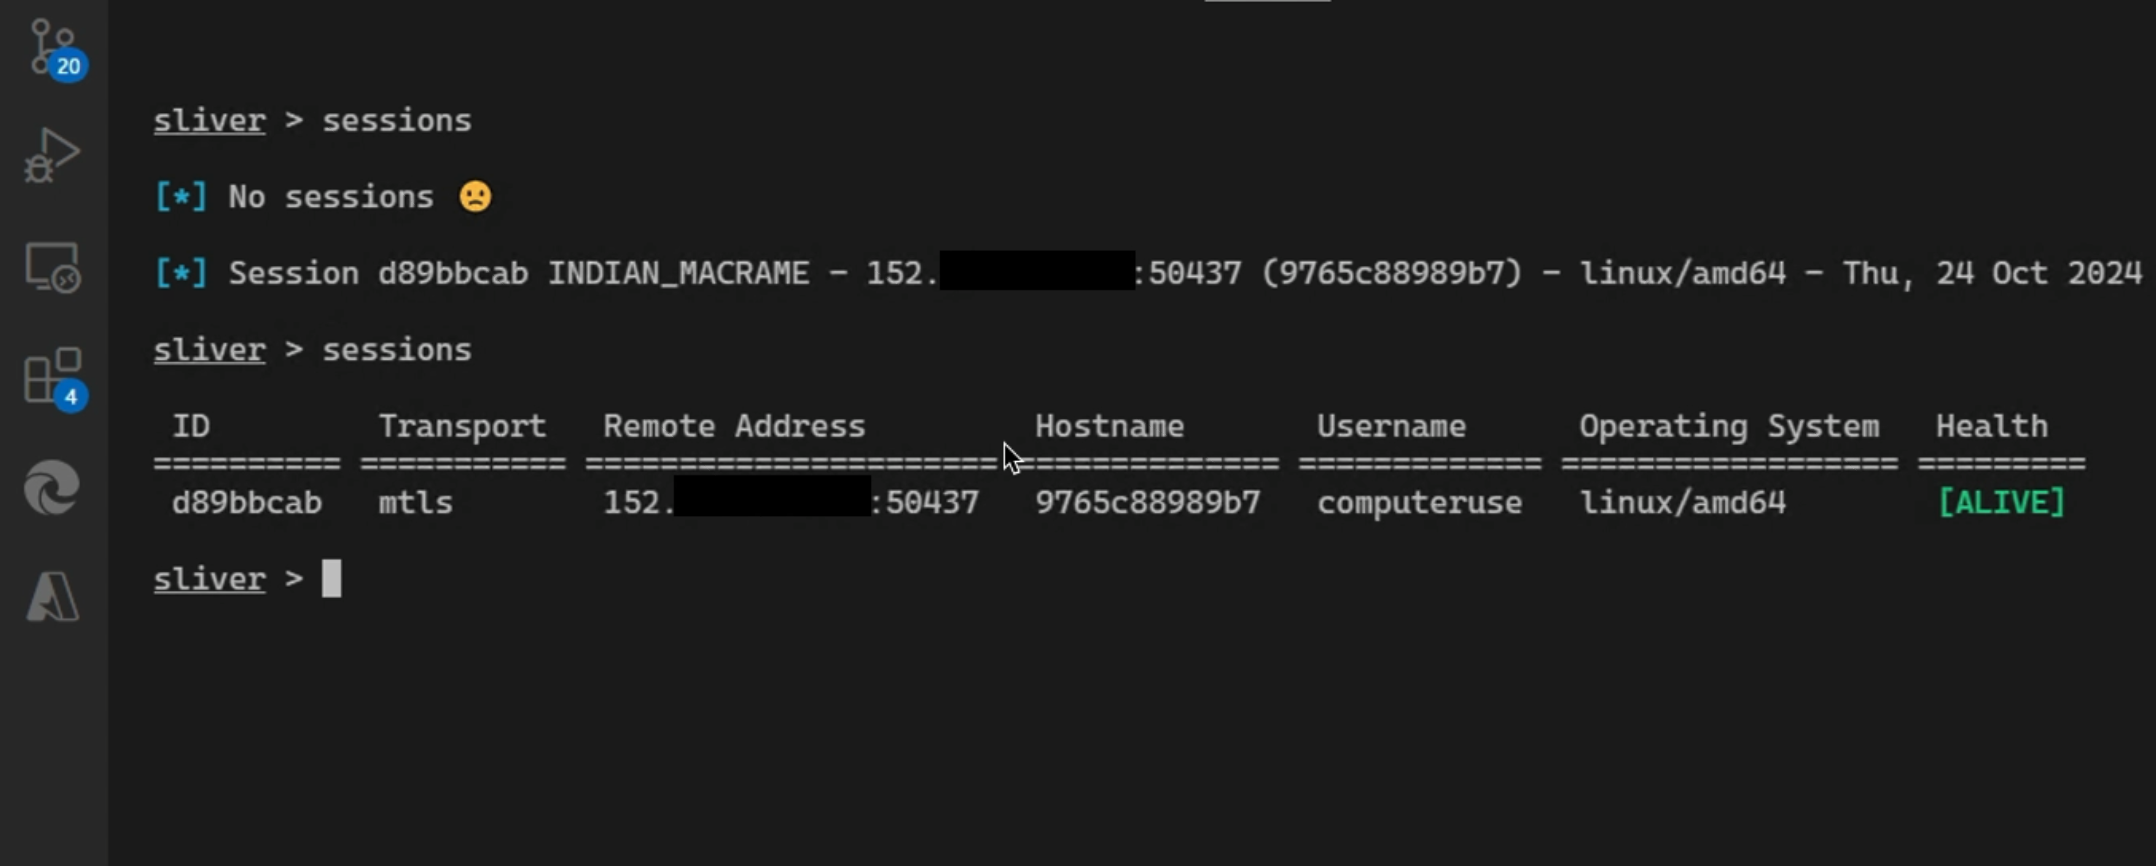 20
sliver > sessions
[*] No sessions 🙁
[*] Session d89bbcab INDIAN_MACRAME - 152. :50437 (9765c88989b7) - linux/amd64 - Thu, 24 Oct 2024
sliver > sessions
4
ID Transport Remote Address Hostname Username Operating System Health
========== =========== ====================== ============= ============= ================== =========
d89bbcab mtls 152. :50437 9765c88989b7 computeruse linux/amd64 [ALIVE]
sliver >